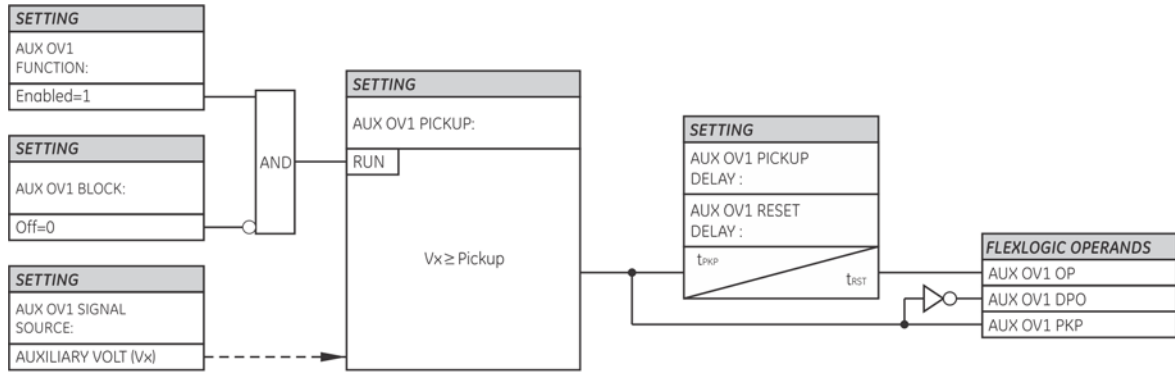 SETTING
AUX OV1
FUNCTION:
Enabled=1
SETTING
AUX OV1 BLOCK:
Off=0
SETTING
AUX OV1 SIGNAL
SOURCE:
AUXILIARY VOLT (Vx)
AND
SETTING
AUX OV1 PICKUP:
RUN
Vx ≥ Pickup
SETTING
AUX OV1 PICKUP
DELAY :
AUX OV1 RESET
DELAY :
tPKP
tRST
FLEXLOGIC OPERANDS
AUX OV1 OP
AUX OV1 DPO
AUX OV1 PKP